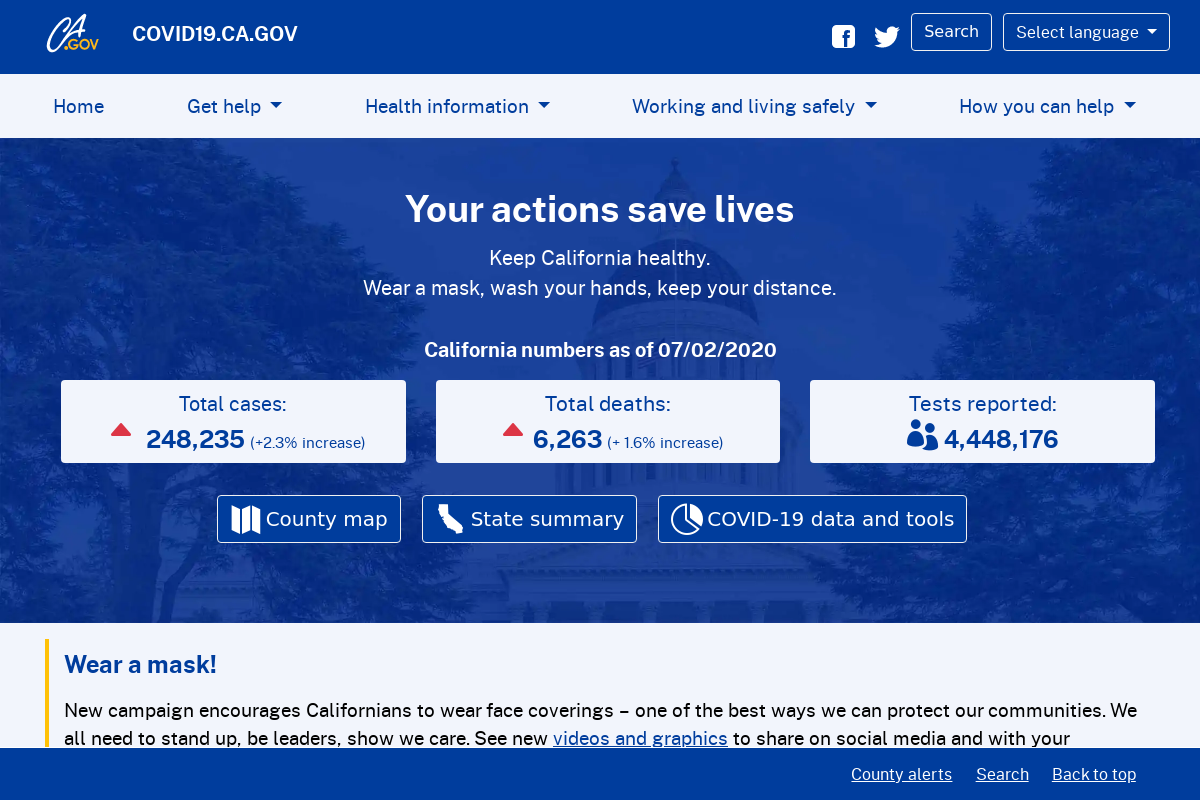 CA
.GOV
COVID19.CA.GOV
Search
Select language
Home
Get help
Health information
Working and living safely
How you can help
Your actions save lives
Keep California healthy.
Wear a mask, wash your hands, keep your distance.
California numbers as of 07/02/2020
Total cases:
248,235 (+2.3% increase)
Total deaths:
6,263 (+ 1.6% increase)
Tests reported:
4,448,176
County map
State summary
COVID-19 data and tools
Wear a mask!
New campaign encourages Californians to wear face coverings – one of the best ways we can protect our communities. We
all need to stand up, be leaders, show we care. See new videos and graphics to share on social media and with your
County alerts
Search
Back to top